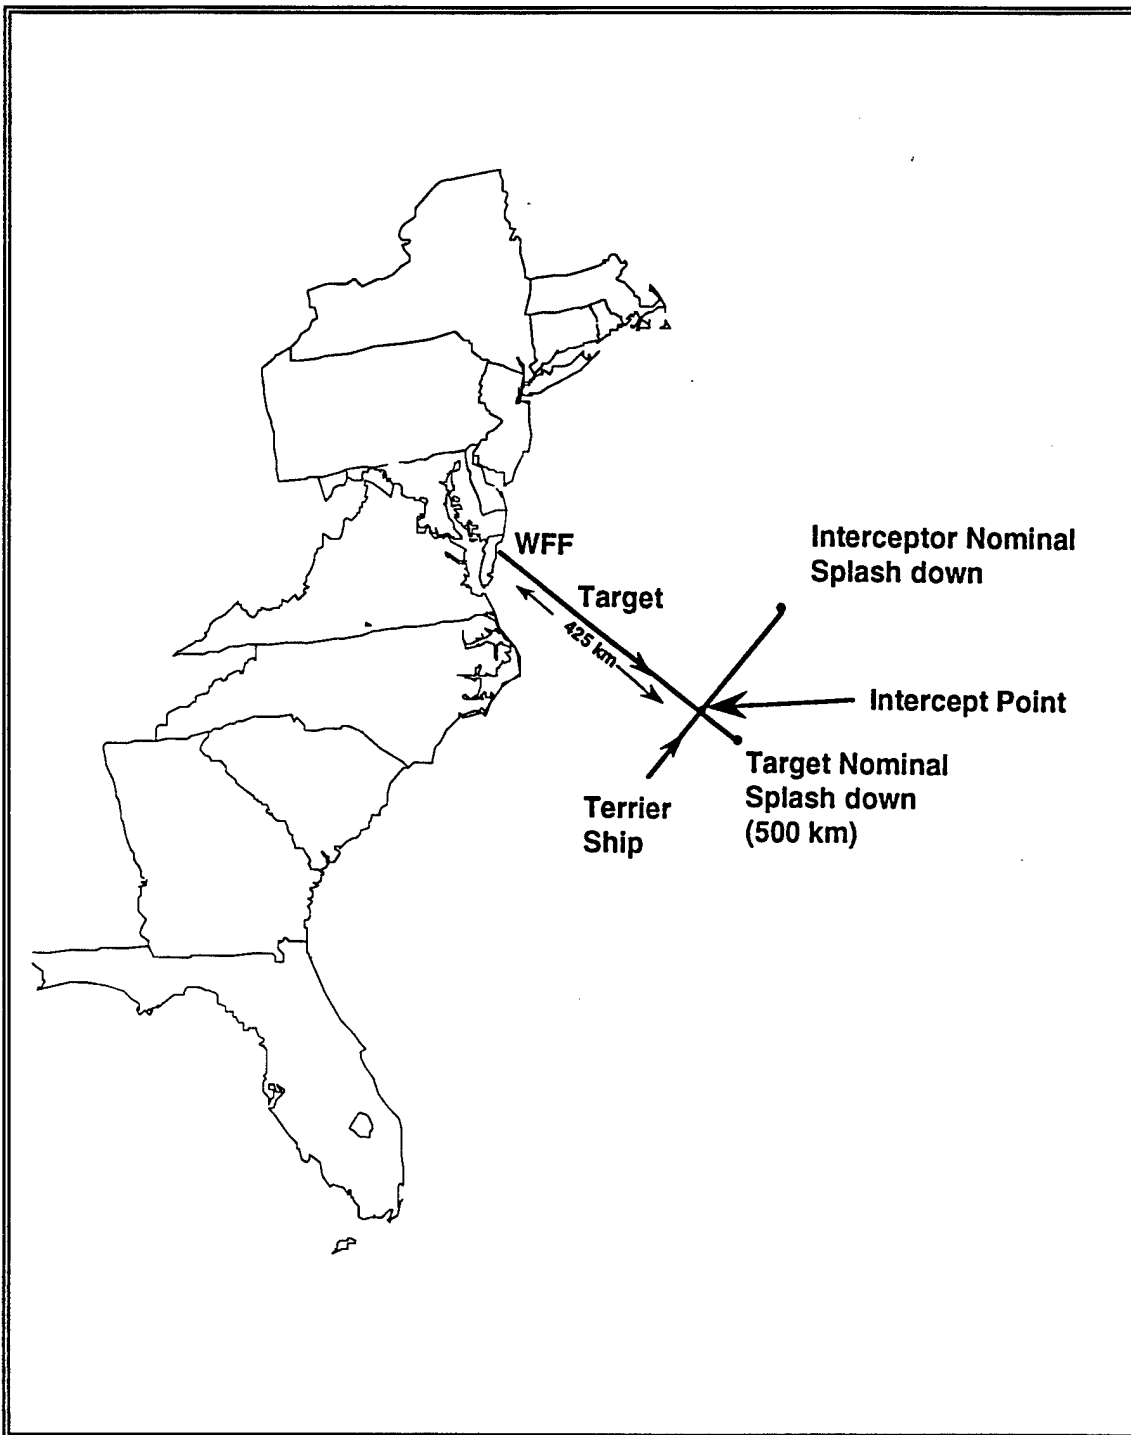 WFF
Target
425 km
Interceptor Nominal
Splash down
Intercept Point
Target Nominal
Splash down
(500 km)
Terrier
Ship